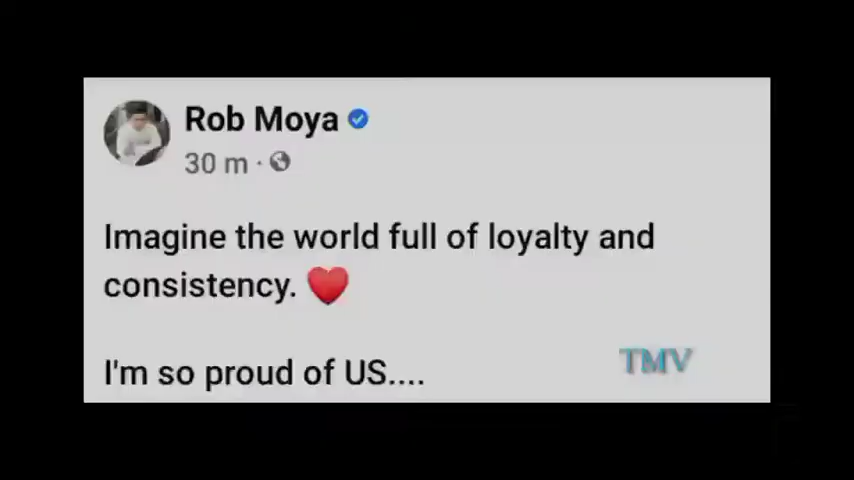 Rob Moya
30 m ·
Imagine the world full of loyalty and
consistency. ❤️
I'm so proud of US....
TMV